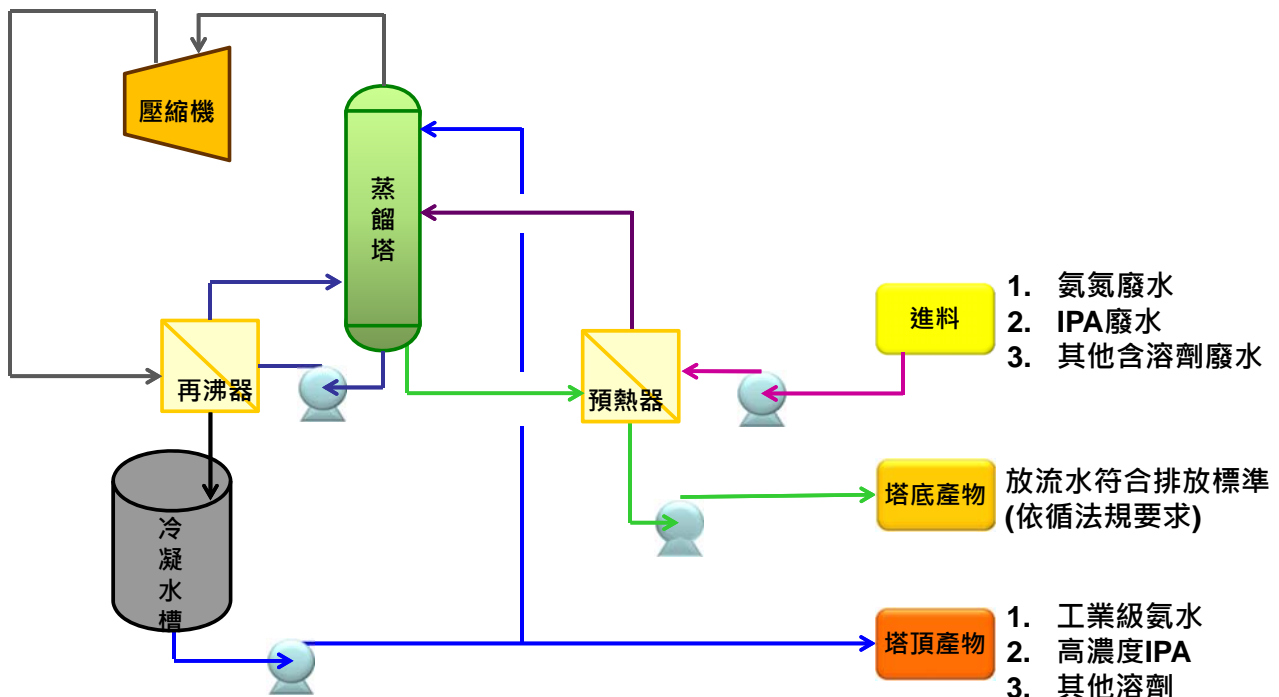 壓縮機
蒸餾塔
再沸器
預熱器
冷凝水槽
進料
1. 氨氮廢水
2. IPA廢水
3. 其他含溶劑廢水
塔底產物
放流水符合排放標準
(依循法規要求)
塔頂產物
1. 工業級氨水
2. 高濃度IPA
3. 其他溶劑